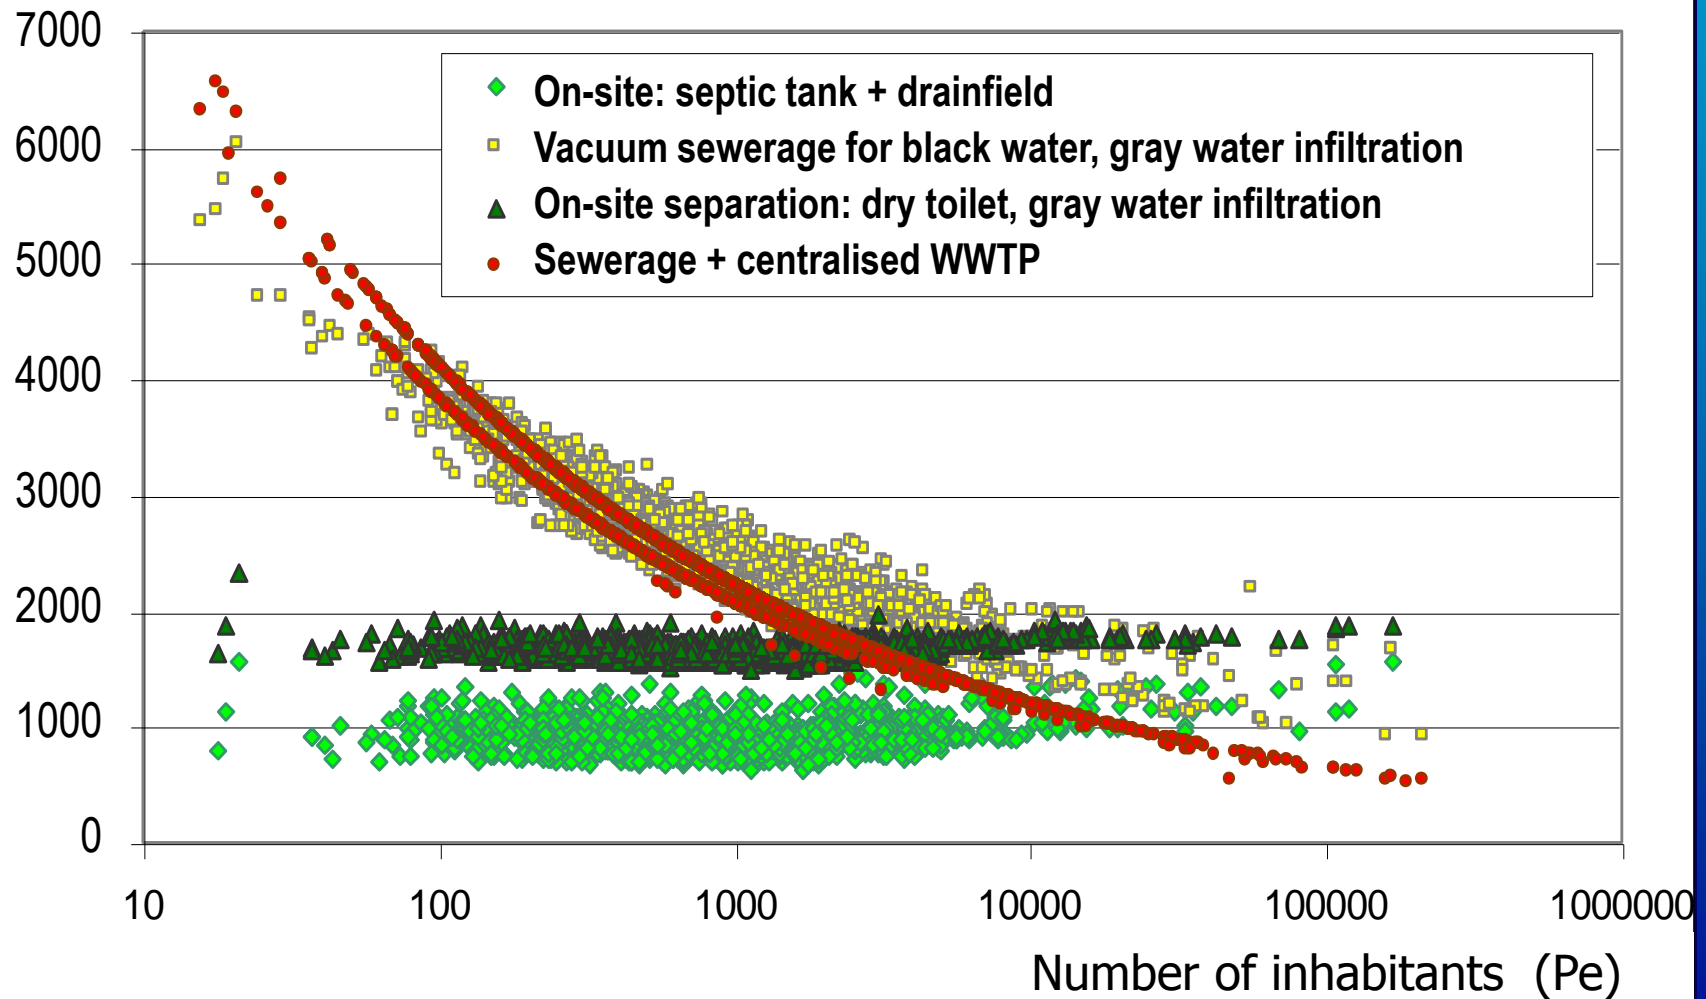 7000
6000
5000
4000
3000
2000
1000
0
On-site: septic tank + drainfield
Vacuum sewerage for black water, gray water infiltration
On-site separation: dry toilet, gray water infiltration
Sewerage + centralised WWTP
10 100 1000 10000 100000 1000000
Number of inhabitants (Pe)